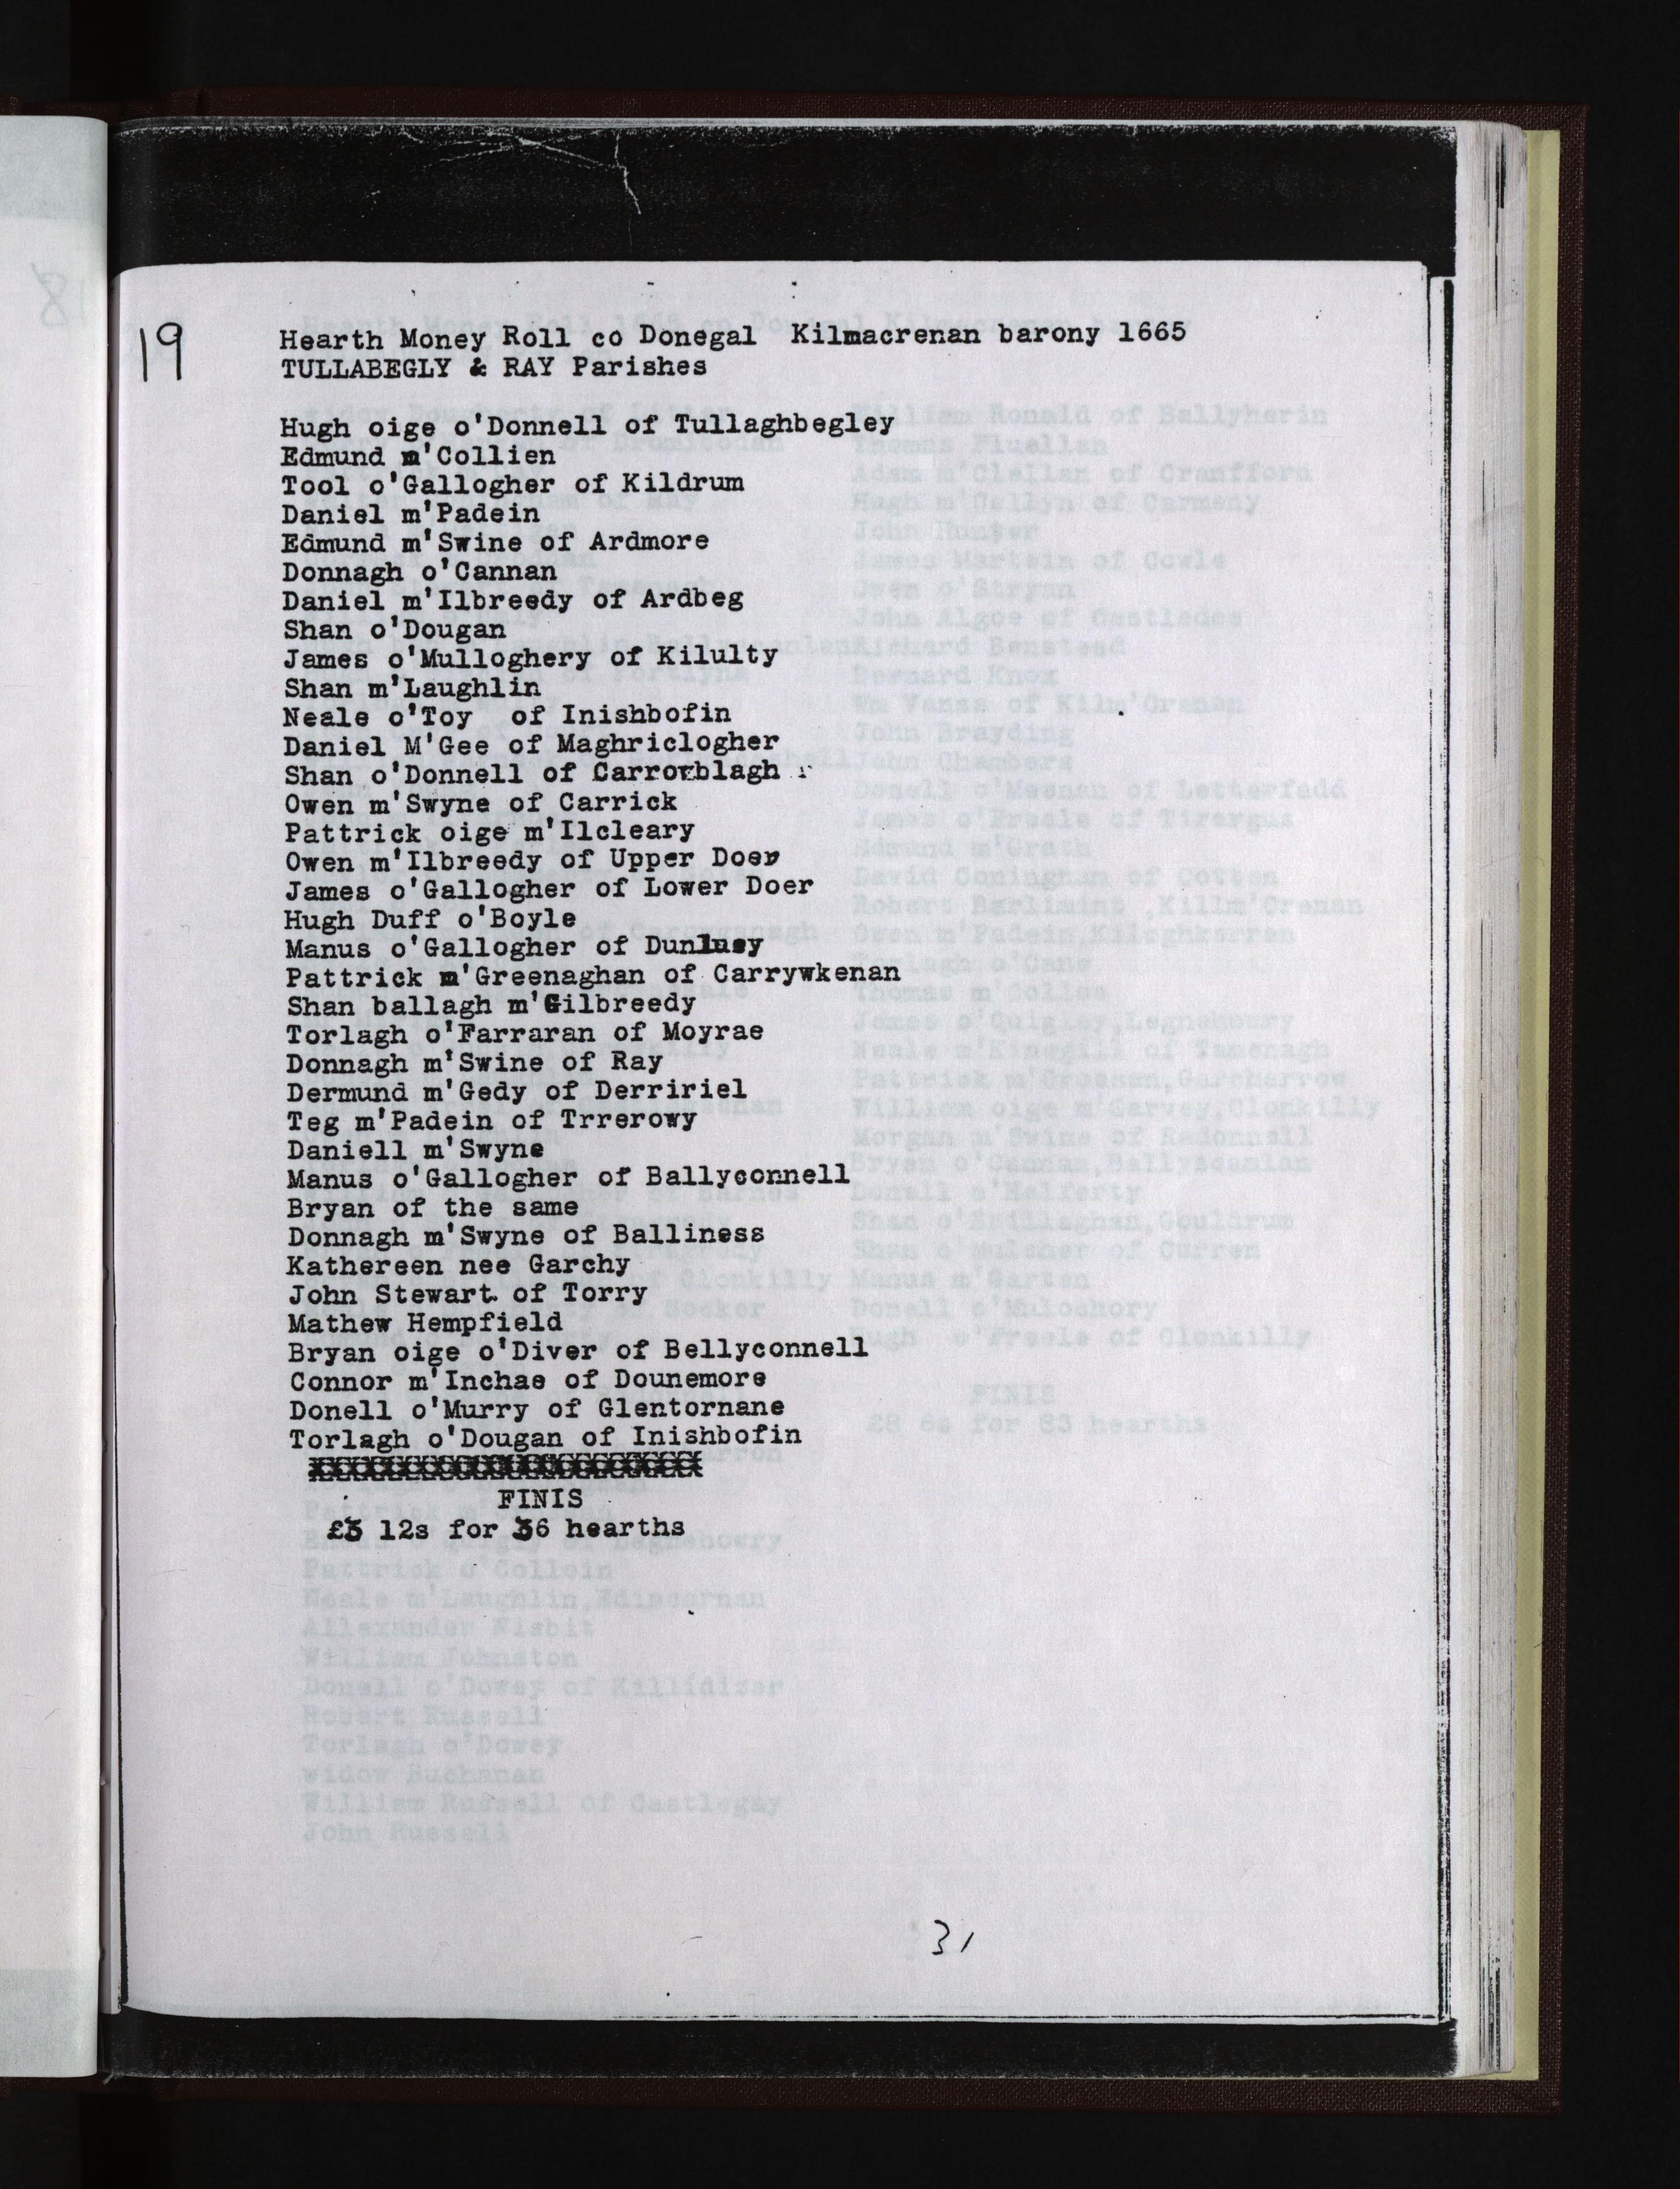 19
Hearth Money Roll co Donegal Kilmacrenan barony 1665
TULLABEGLY & RAY Parishes
Hugh oige o'Donnell of Tullaghbegley
Edmund m'Collien
Tool o'Gallogher of Kildrum
Daniel m'Padein
Edmund m'Swine of Ardmore
Donnagh o'Cannan
Daniel m'Ilbreedy of Ardbeg
Shan o'Dougan
James o'Mulloghery of Kilulty
Shan m'Laughlin
Neale o'Toy of Inishbofin
Daniel M'Gee of Maghriclogher
Shan o'Donnell of
Owen m'Swyne of Carrick
Pattrick oige m'Ilcleary
Owen m'Ilbreedy of Upper Doer
James o'Gallogher of Lower Doer
Hugh Duff o'Boyle
Manus o'Gallogher of Dunluey
Pattrick m'Greenaghan of Carrywkenan
Shan ballagh m'Gilbreedy
Torlagh o'Farraran of Moyrae
Donnagh m'Swine of Ray
Dermund m'Gedy of Derririel
Teg m'Padein of Trrerowy
Daniell m'Swyne
Manus o'Gallogher of Ballyconnell
Bryan of the same
Donnagh m'Swyne of Balliness
Kathereen nee Garchy
John Stewart of Torry
Mathew Hempfield
Bryan oige o'Diver of Bellyconnell
Connor m'Inchae of Dounemore
Donell o'Murry of Glentornane
Torlagh o'Dougan of Inishbofin
FINIS
£3 12s for 36 hearths
31